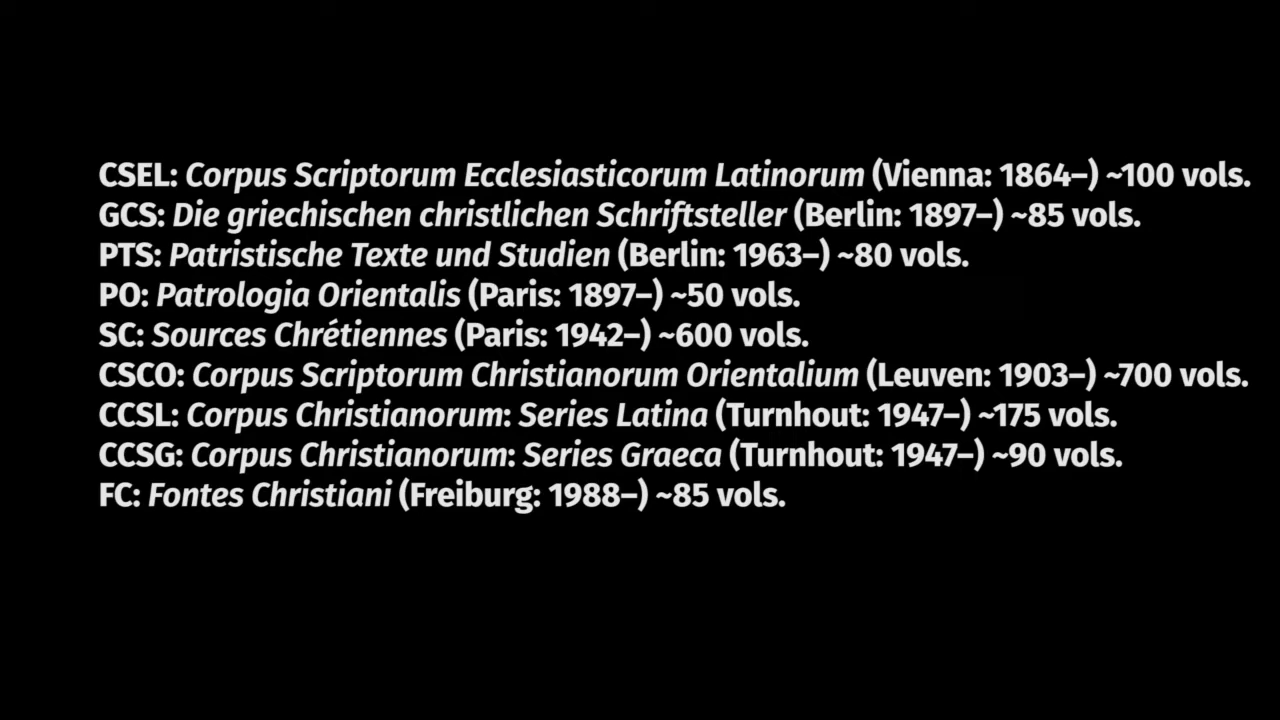 CSEL: Corpus Scriptorum Ecclesiasticorum Latinorum (Vienna: 1864–) ~100 vols.
GCS: Die griechischen christlichen Schriftsteller (Berlin: 1897–) ~85 vols.
PTS: Patristische Texte und Studien (Berlin: 1963–) ~80 vols.
PO: Patrologia Orientalis (Paris: 1897–) ~50 vols.
SC: Sources Chrétiennes (Paris: 1942–) ~600 vols.
CSCO: Corpus Scriptorum Christianorum Orientalium (Leuven: 1903–) ~700 vols.
CCSL: Corpus Christianorum: Series Latina (Turnhout: 1947–) ~175 vols.
CCSG: Corpus Christianorum: Series Graeca (Turnhout: 1947–) ~90 vols.
FC: Fontes Christiani (Freiburg: 1988–) ~85 vols.